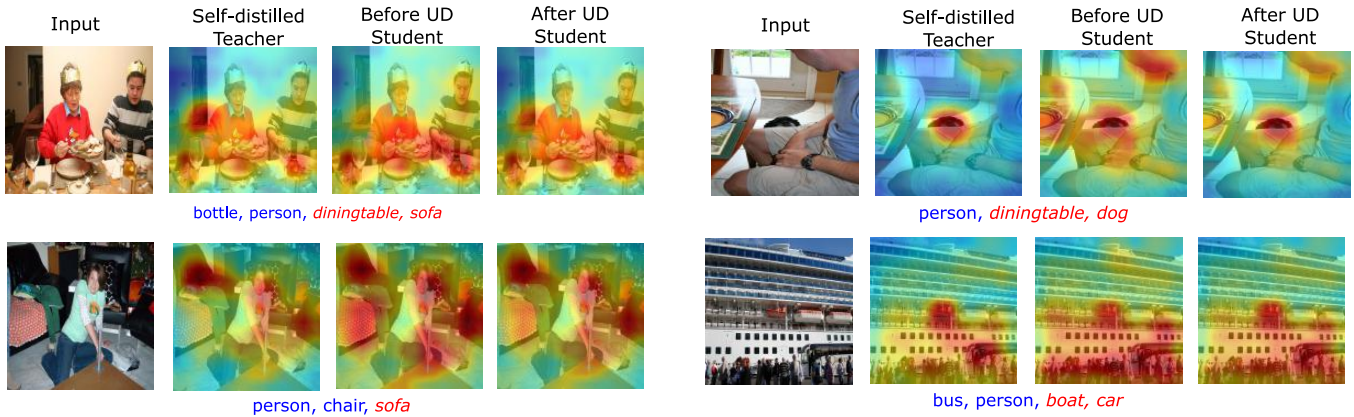 Input
Self-distilled
Teacher
Before UD
Student
After UD
Student
bottle, person, diningtable, sofa
person, chair, sofa
Input
Self-distilled
Teacher
Before UD
Student
After UD
Student
person, diningtable, dog
bus, person, boat, car